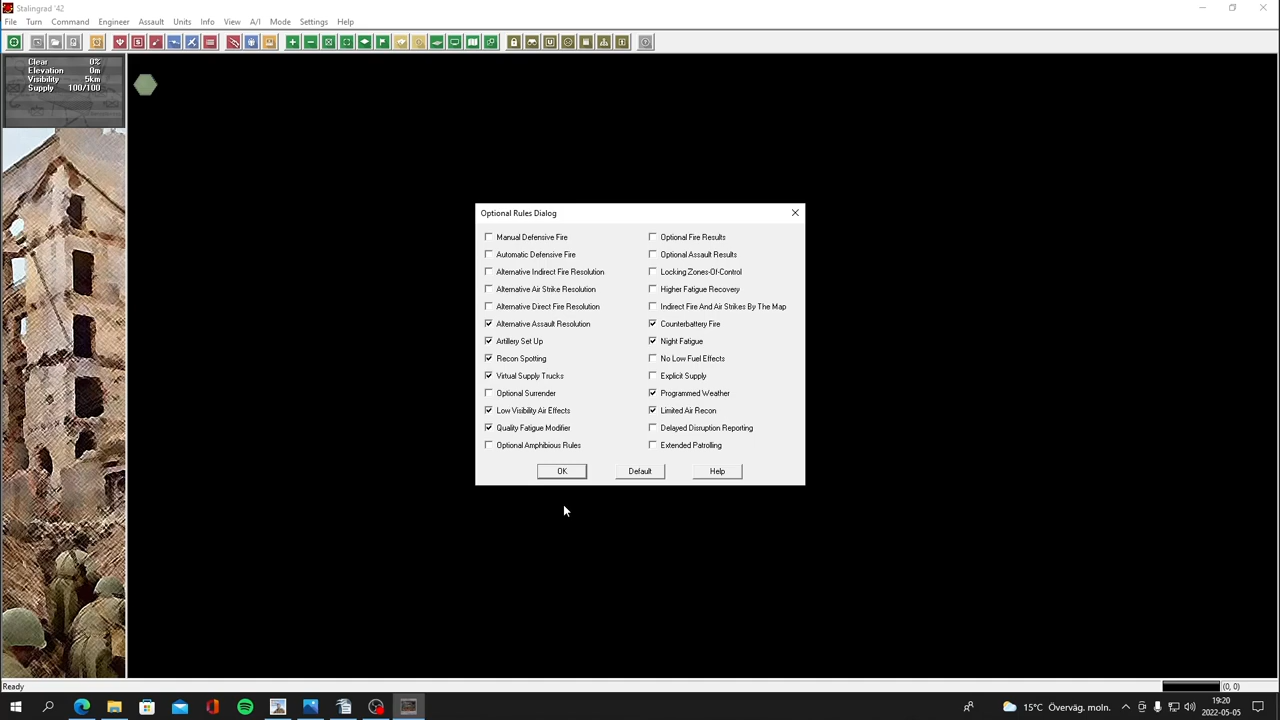 Stalingrad '42
File Turn Command Engineer Assault Units Info View A/I Mode Settings Help
Clear 0%
Elevation 0m
Visibility 5km
Supply 100/100
Optional Rules Dialog
Manual Defensive Fire
Automatic Defensive Fire
Alternative Indirect Fire Resolution
Alternative Air Strike Resolution
Alternative Direct Fire Resolution
Alternative Assault Resolution
Artillery Set Up
Recon Spotting
Virtual Supply Trucks
Optional Surrender
Low Visibility Air Effects
Quality Fatigue Modifier
Optional Amphibious Rules
Optional Fire Results
Optional Assault Results
Locking Zones-Of-Control
Higher Fatigue Recovery
Indirect Fire And Air Strikes By The Map
Counterbattery Fire
Night Fatigue
No Low Fuel Effects
Explicit Supply
Programmed Weather
Limited Air Recon
Delayed Disruption Reporting
Extended Patrolling
OK Default Help
Ready (0, 0)
15°C Överväg. moln.
19:20
2022-05-05